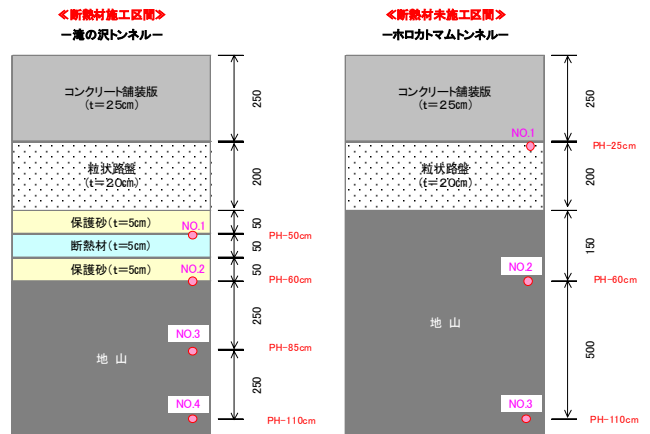 ≪断熱材施工区間≫
―滝の沢トンネル―
コンクリート舗装版
(t=25cm)
粒状路盤
(t=20cm)
保護砂(t=5cm)
NO.1
断熱材(t=5cm)
保護砂(t=5cm)
NO.2
NO.3
地 山
NO.4
250
200
50
50
50
250
250
PH-50cm
PH-60cm
PH-85cm
PH-110cm
≪断熱材未施工区間≫
―ホロカトマムトンネル―
コンクリート舗装版
(t=25cm)
NO.1
粒状路盤
(t=20cm)
NO.2
地 山
NO.3
250
200
150
500
PH-25cm
PH-60cm
PH-110cm